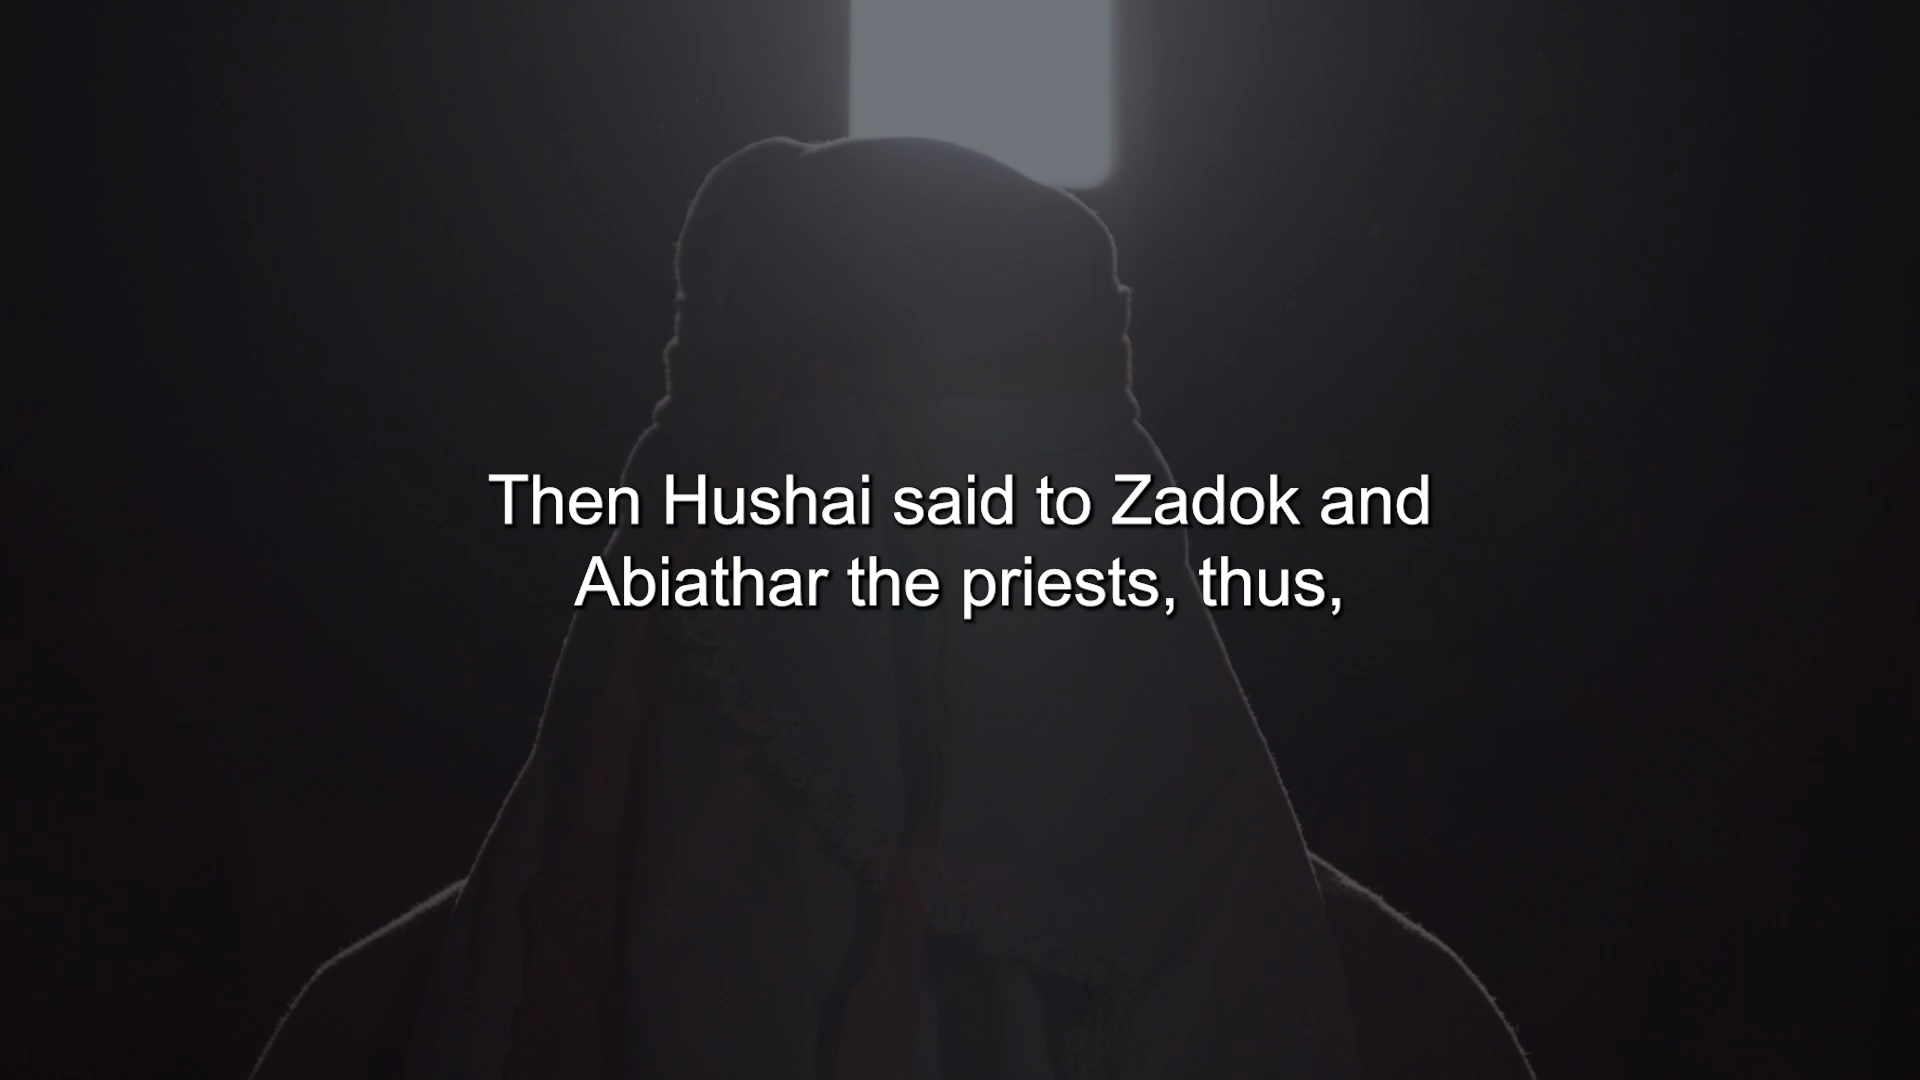 Then Hushai said to Zadok and
Abiathar the priests, thus,